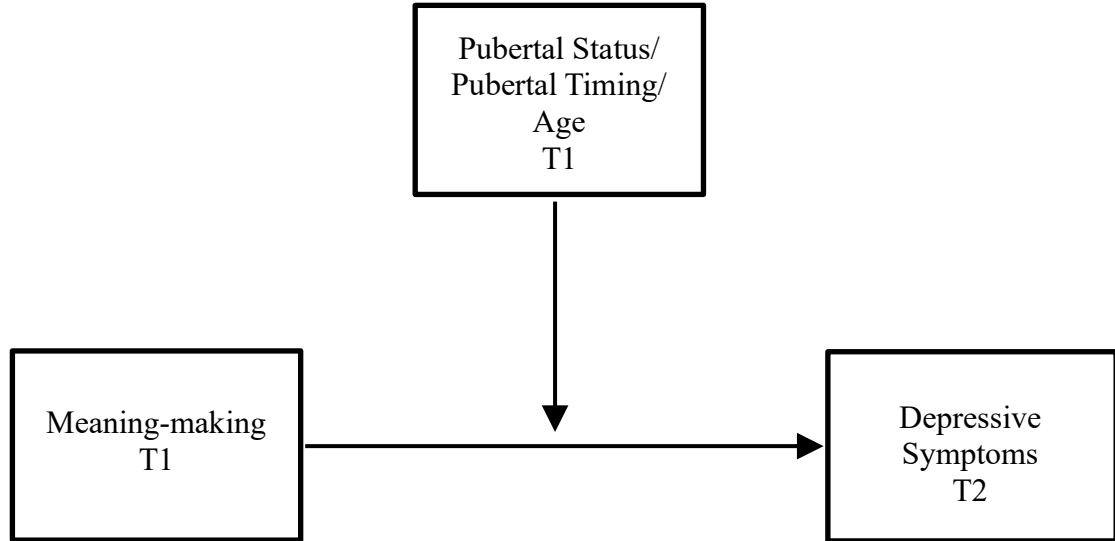 Pubertal Status/
Pubertal Timing/
Age
T1
Meaning-making
T1
Depressive
Symptoms
T2